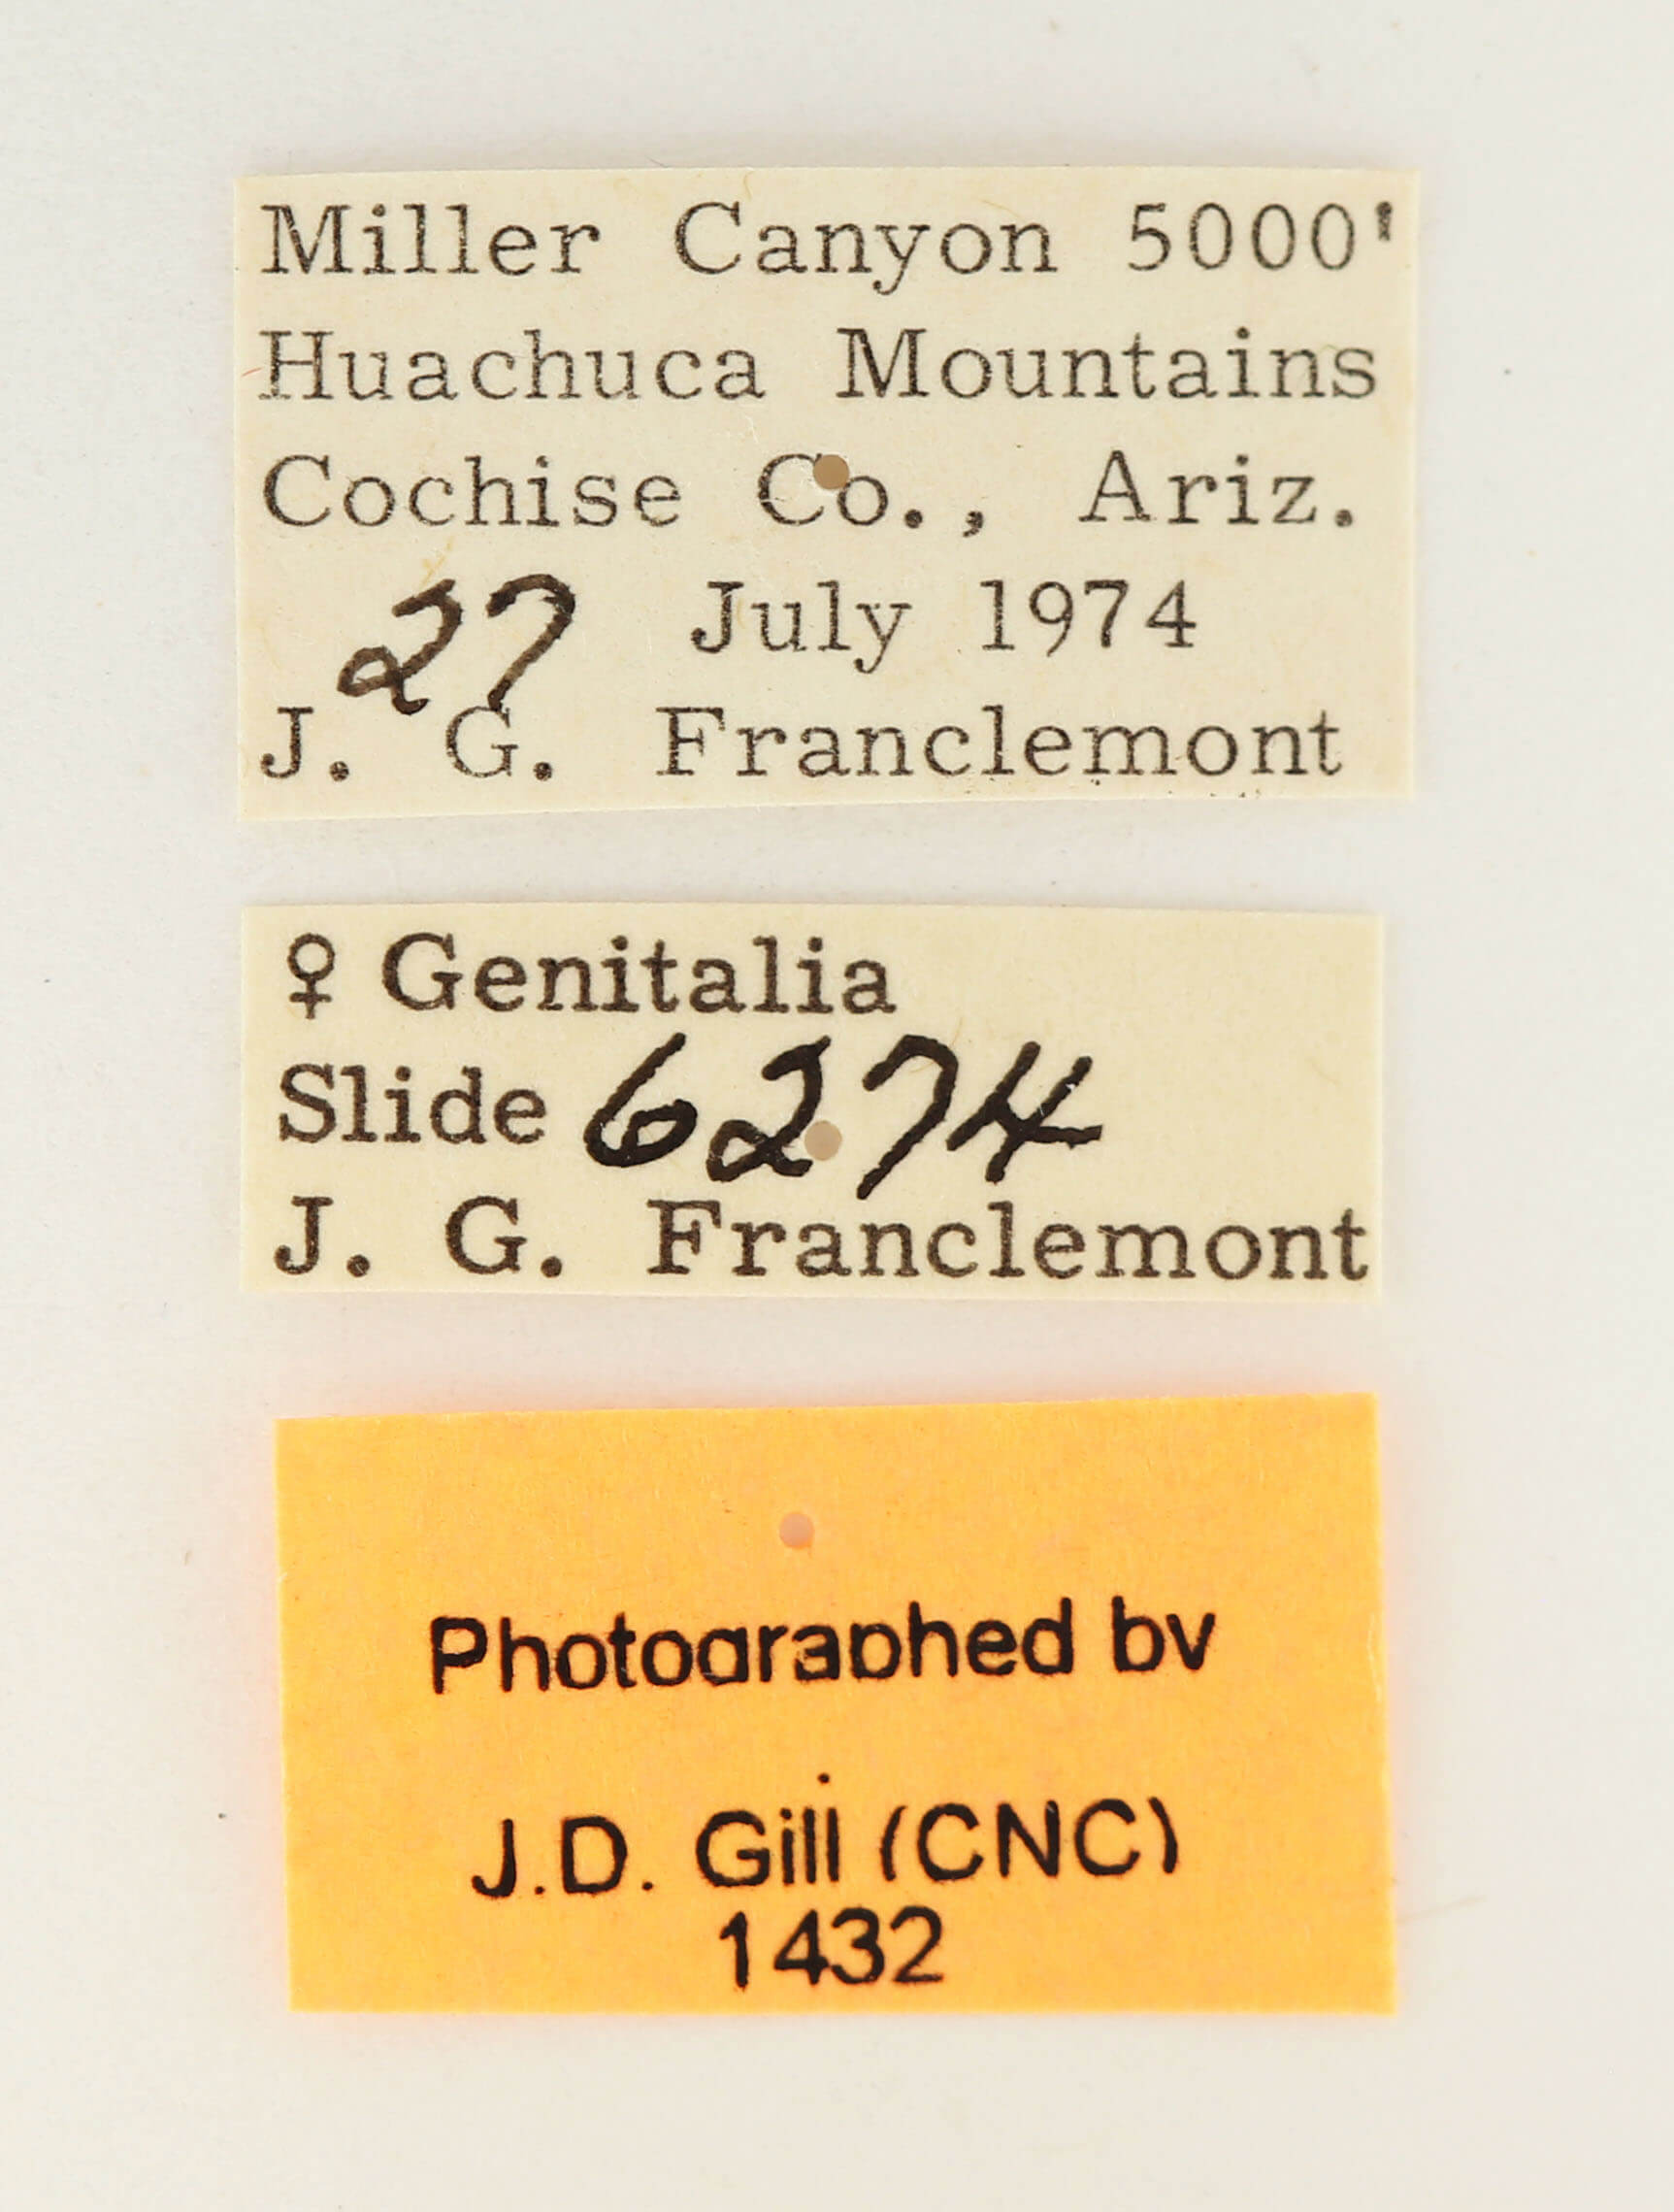 Miller Canyon 5000'
Huachuca Mountains
Cochise Co., Ariz.
27 July 1974
J. G. Franclemont
♀ Genitalia
Slide 6274
J. G. Franclemont
Photographed by
J.D. Gill (CNC)
1432